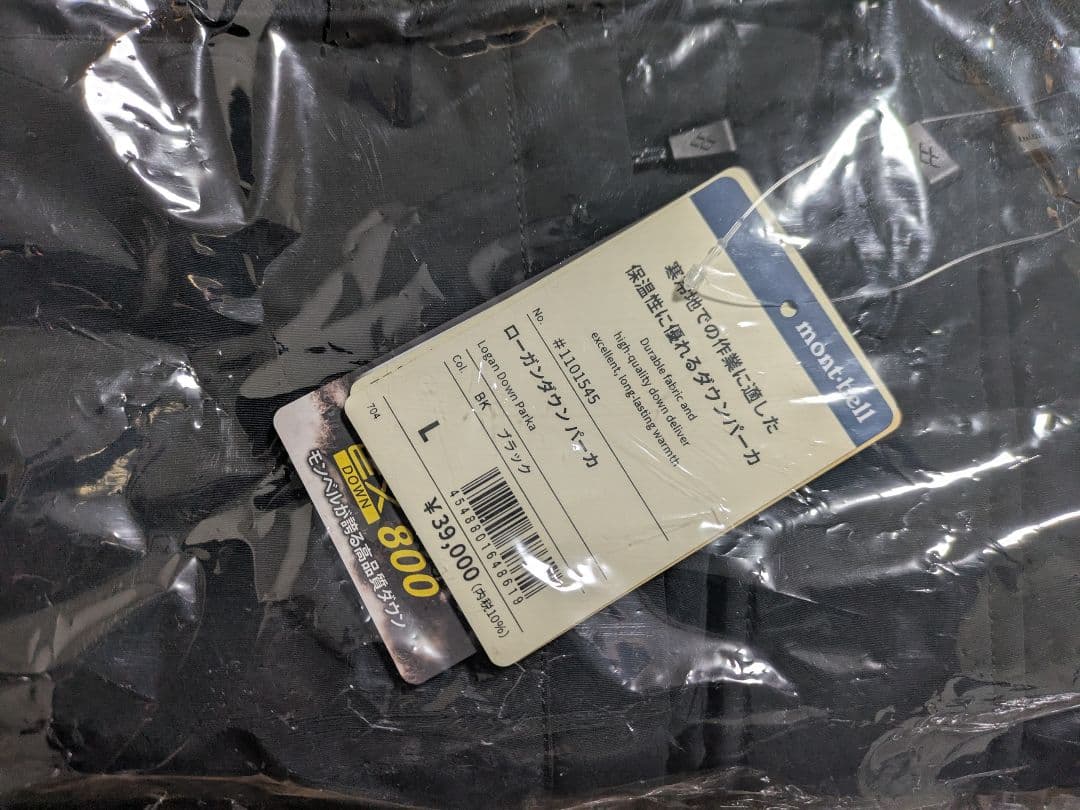 mont-bell
寒冷地での作業に適した
保温性に優れるダウンパーカ
Durable fabric and
high-quality down deliver
excellent, long-lasting warmth.
No. #1101545
ローガンダウンパーカ
Logan Down Parka
Col. BK ブラック
4548801648619
L ¥39,000 (内税10%)
704
EX 800
DOWN
モンベルが誇る高品質ダウン